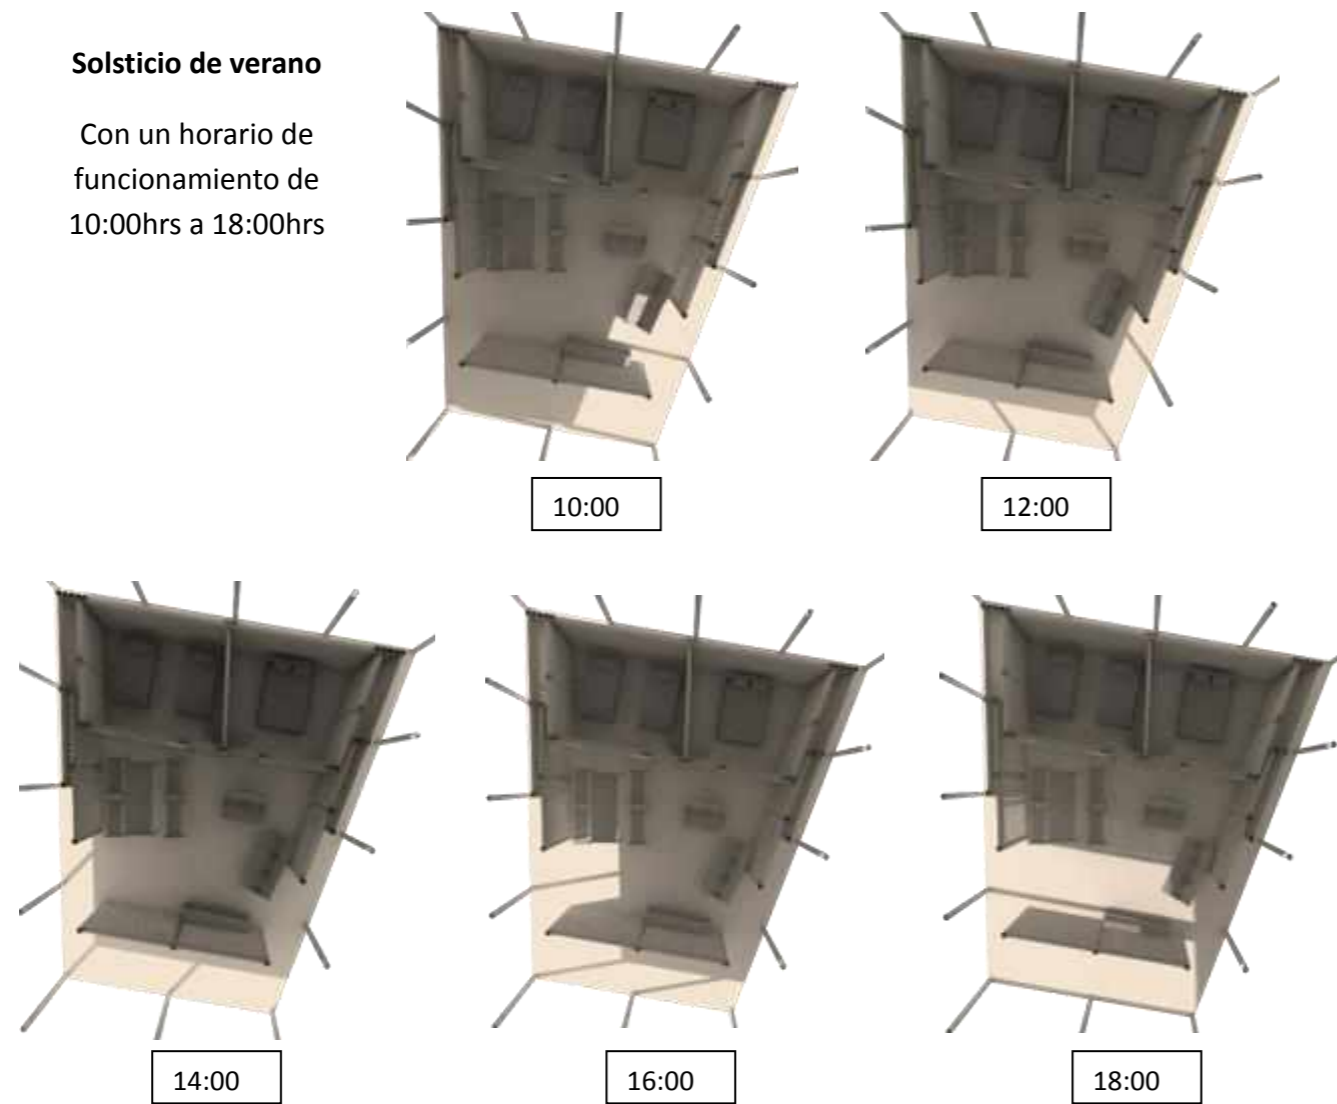 Solsticio de verano
Con un horario de
funcionamiento de
10:00hrs a 18:00hrs
10:00
12:00
14:00
16:00
18:00